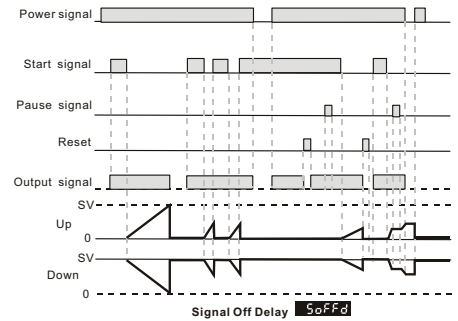 Power signal
Start signal
Pause signal
Reset
Output signal
SV
Up
0
SV
Down
0
Signal Off Delay SoFFd